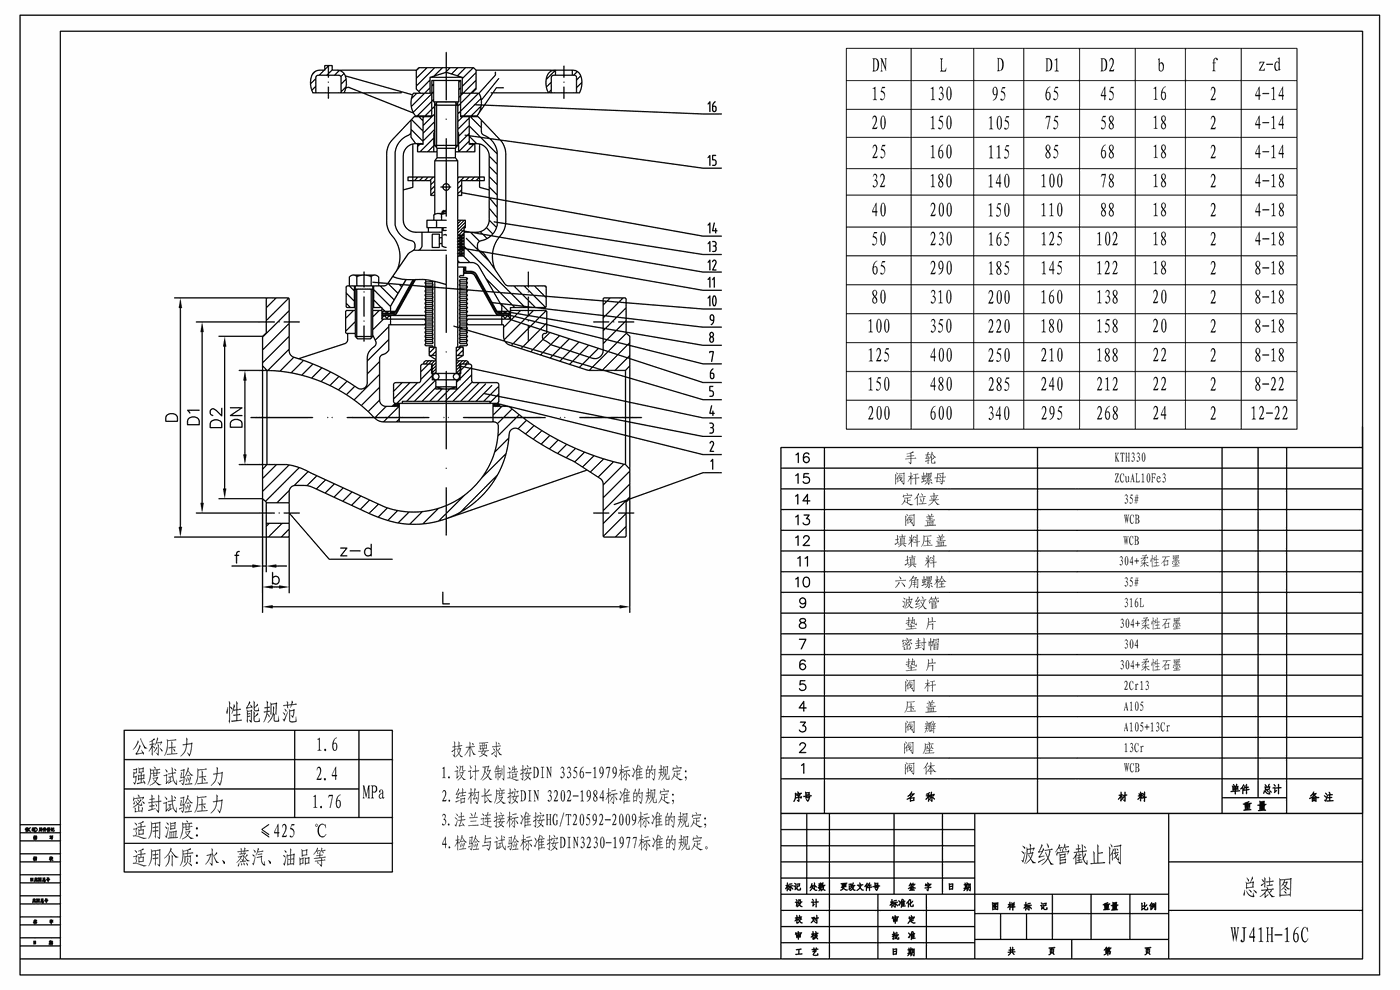 DN L D D1 D2 b f z-d
15 130 95 65 45 16 2 4-14
20 150 105 75 58 18 2 4-14
25 160 115 85 68 18 2 4-14
32 180 140 100 78 18 2 4-18
40 200 150 110 88 18 2 4-18
50 230 165 125 102 18 2 4-18
65 290 185 145 122 18 2 8-18
80 310 200 160 138 20 2 8-18
100 350 220 180 158 20 2 8-18
125 400 250 210 188 22 2 8-18
150 480 285 240 212 22 2 8-22
200 600 340 295 268 24 2 12-22
16
15
14
13
12
11
10
9
8
7
6
5
4
3
2
1
D
D1
D2
DN
f
b
z-d
L
16 手 轮 KTH330
15 阀杆螺母 ZCuAL10Fe3
14 定位夹 35#
13 阀 盖 WCB
12 填料压盖 WCB
11 填 料 304+柔性石墨
10 六角螺栓 35#
9 波纹管 316L
8 垫 片 304+柔性石墨
7 密封帽 304
6 垫 片 304+柔性石墨
5 阀 杆 2Cr13
4 压 盖 A105
3 阀 瓣 A105+13Cr
2 阀 座 13Cr
1 阀 体 WCB
序号 名 称 材 料 单件 总计 备注
重 量
性能规范
公称压力 1.6
强度试验压力 2.4 MPa
密封试验压力 1.76
适用温度: ≤425 ℃
适用介质: 水、蒸汽、油品等
技术要求
1.设计及制造按DIN 3356-1979标准的规定;
2.结构长度按DIN 3202-1984标准的规定;
3.法兰连接标准按HG/T20592-2009标准的规定;
4.检验与试验标准按DIN3230-1977标准的规定。
波纹管截止阀
总装图
WJ41H-16C
标记 处数 更改文件号 签 字 日 期
设 计 标准化
校 对 审 定
审 核 批 准
工 艺 日 期
图 样 标 记 重量 比例
共 页 第 页